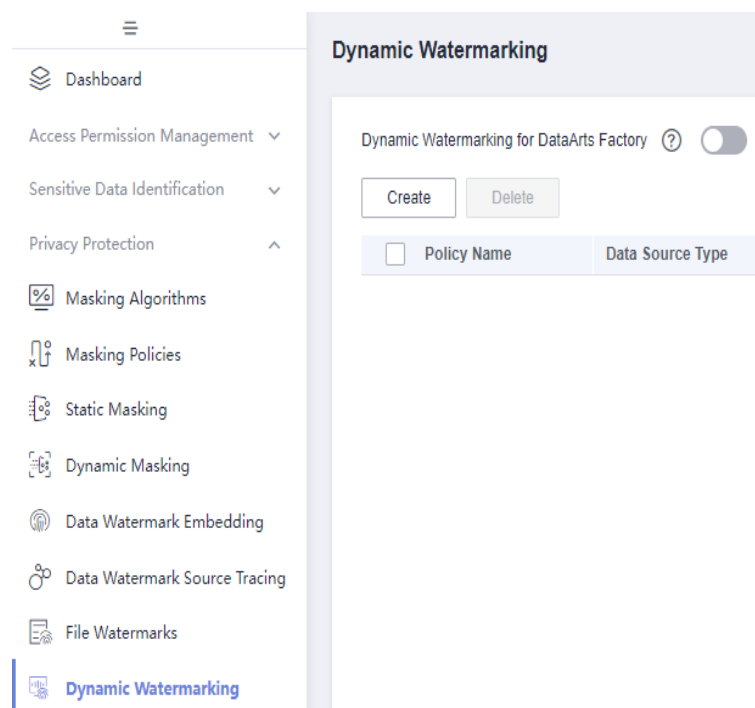 Dashboard
Access Permission Management
Sensitive Data Identification
Privacy Protection
Masking Algorithms
Masking Policies
Static Masking
Dynamic Masking
Data Watermark Embedding
Data Watermark Source Tracing
File Watermarks
Dynamic Watermarking
Dynamic Watermarking
Dynamic Watermarking for DataArts Factory ?
Create Delete
Policy Name Data Source Type